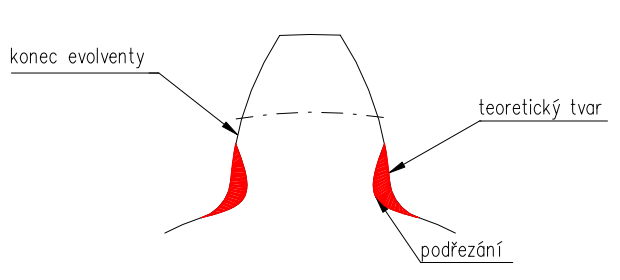 konec evolventy
teoretický tvar
podřezání